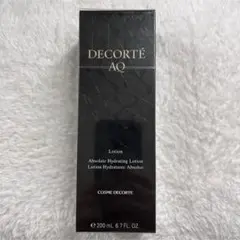 DECORTÉ
AQ
Lotion
Absolute Hydrating Lotion
Lotion Hydratante Absolue
COSME DECORTE
℮ 200 mL 6.7 FL. OZ.